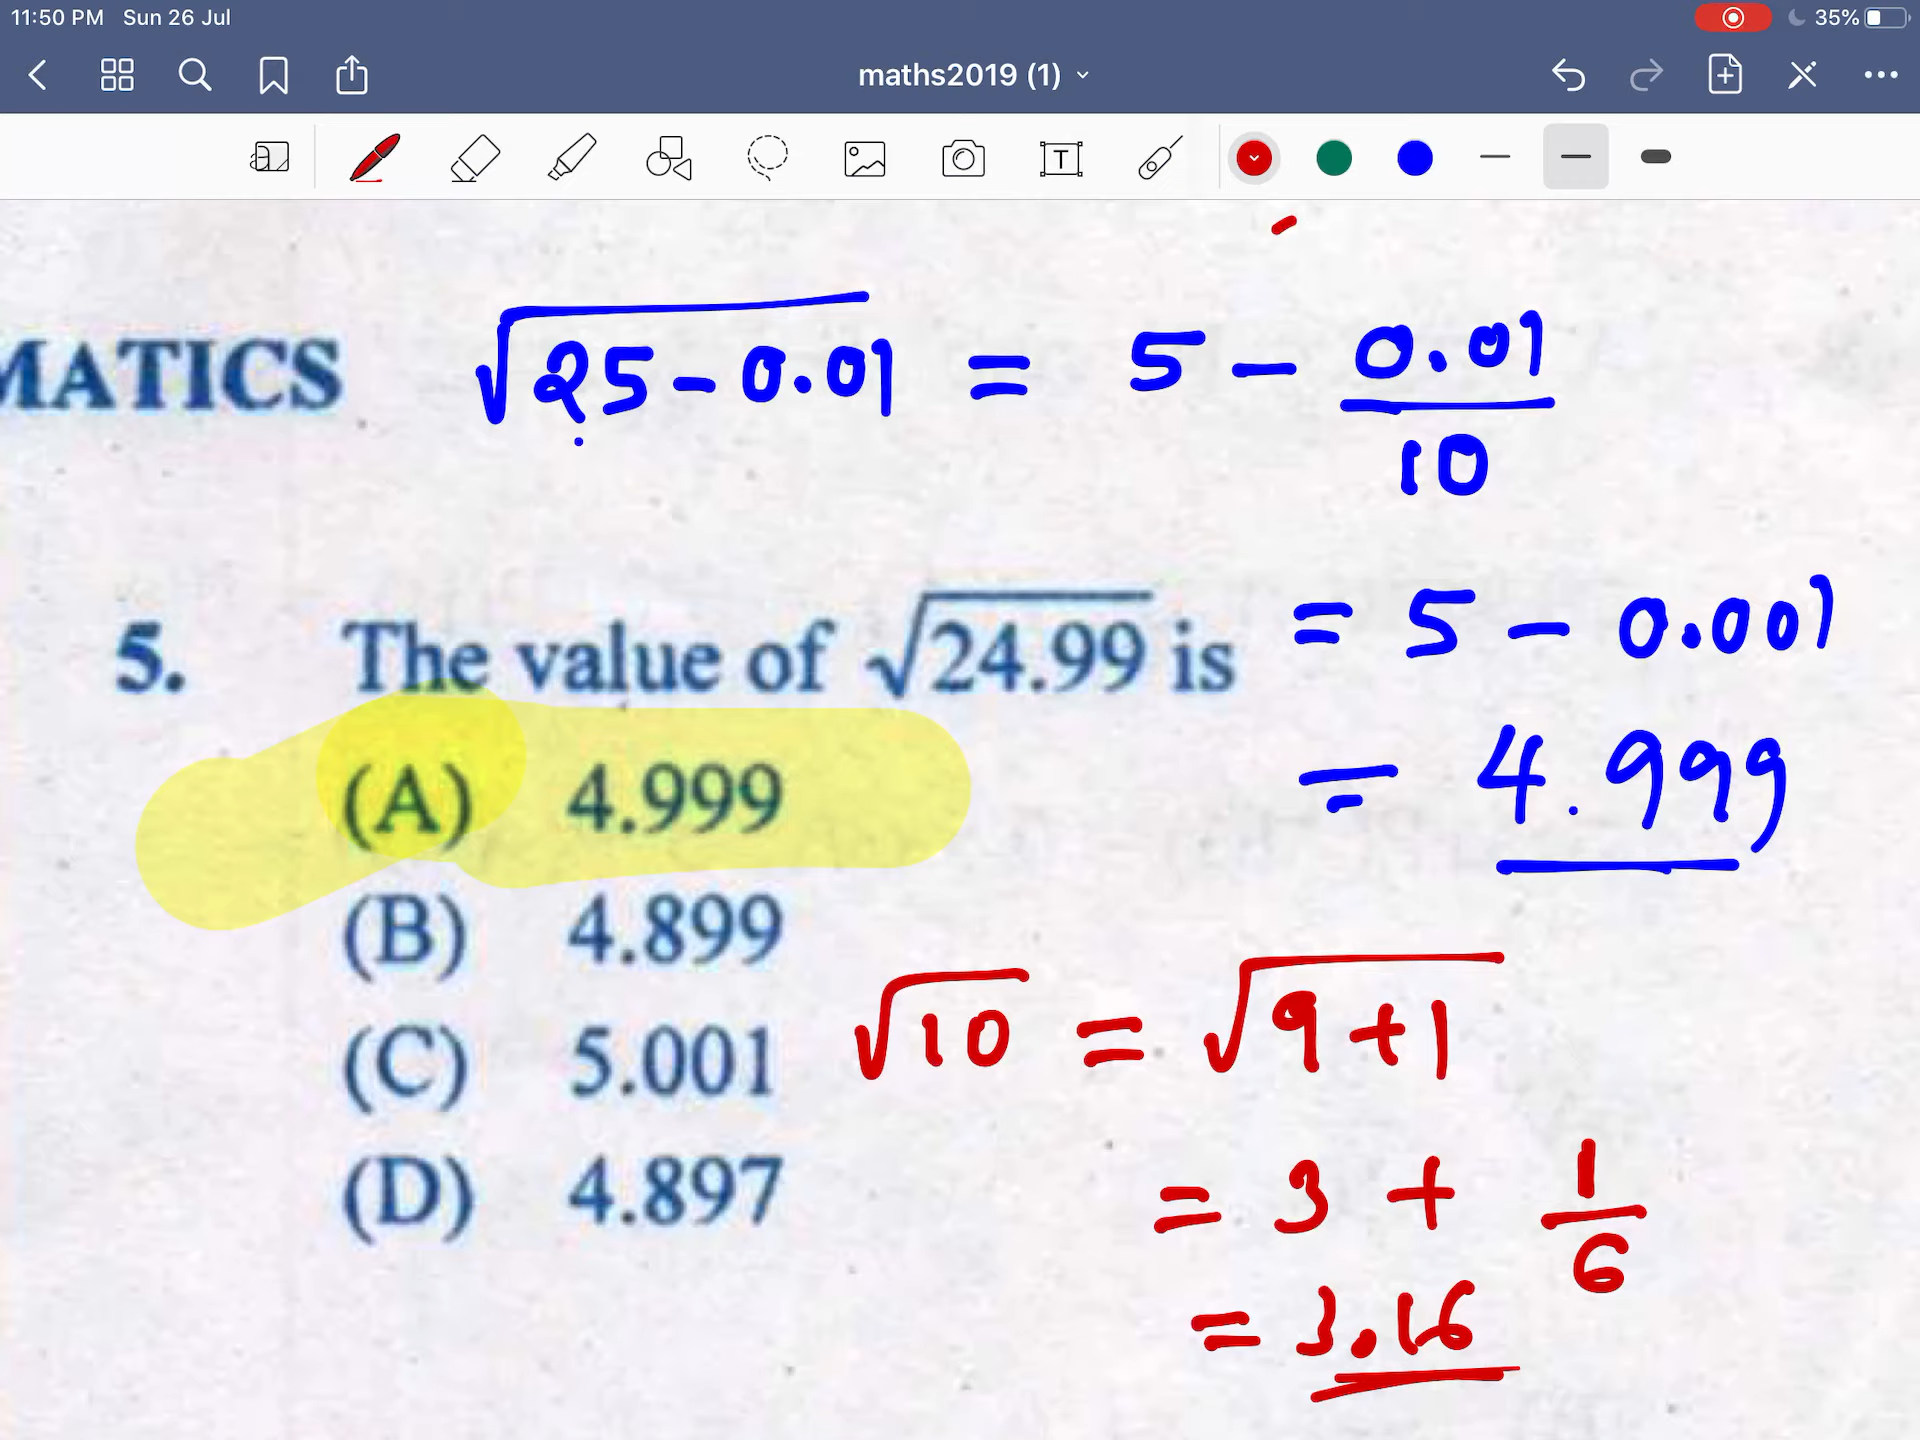 11:50 PM Sun 26 Jul
35%
maths2019 (1)
T
MATICS
√25-0.01 = 5 - 0.01/10
5. The value of √24.99 is
= 5 - 0.001
(A) 4.999
= 4.999
(B) 4.899
(C) 5.001
√10 = √9+1
(D) 4.897
= 3 + 1/6
= 3.16